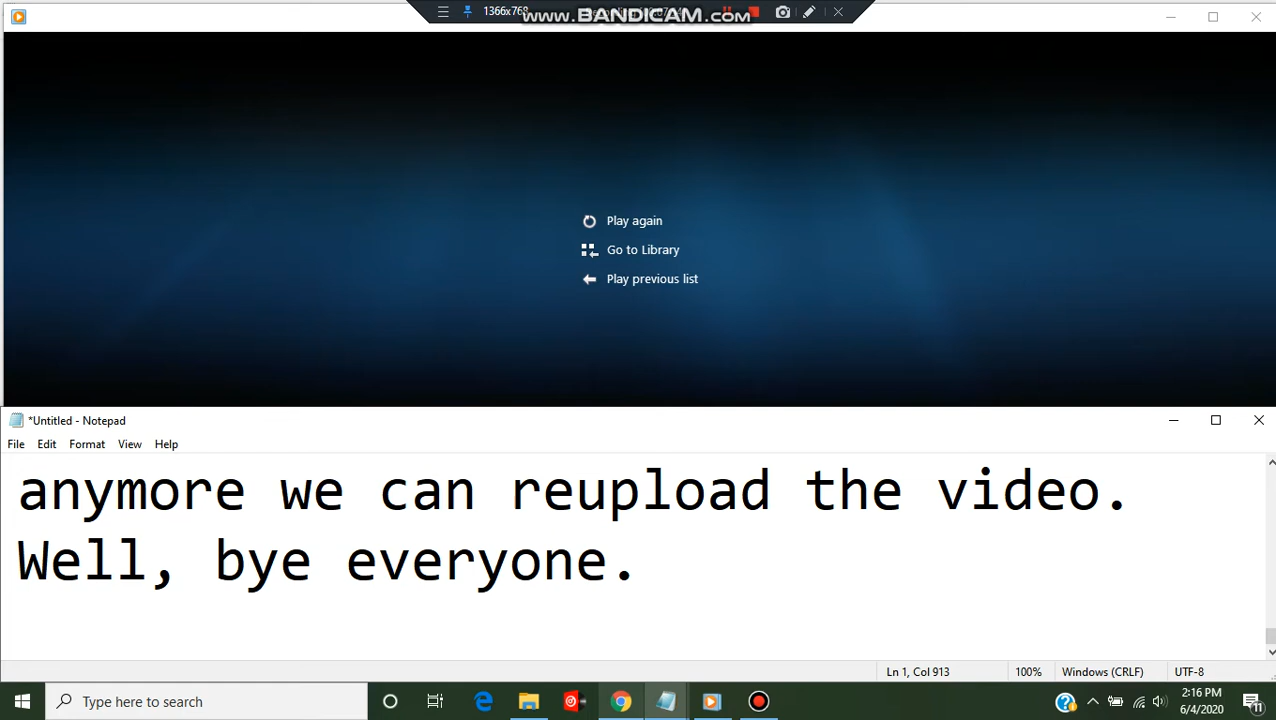 1366x768
www.BANDICAM.com
Play again
Go to Library
Play previous list
*Untitled - Notepad
File Edit Format View Help
anymore we can reupload the video.
Well, bye everyone.
Ln 1, Col 913 100% Windows (CRLF) UTF-8
Type here to search
2:16 PM
6/4/2020
11